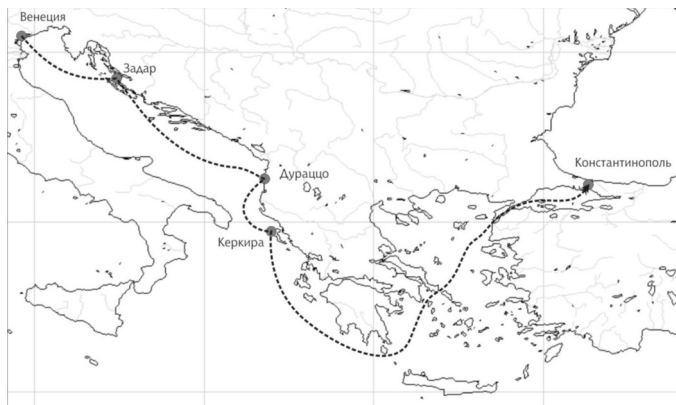 Венеция
Задар
Константинополь
Дураццо
Керкира